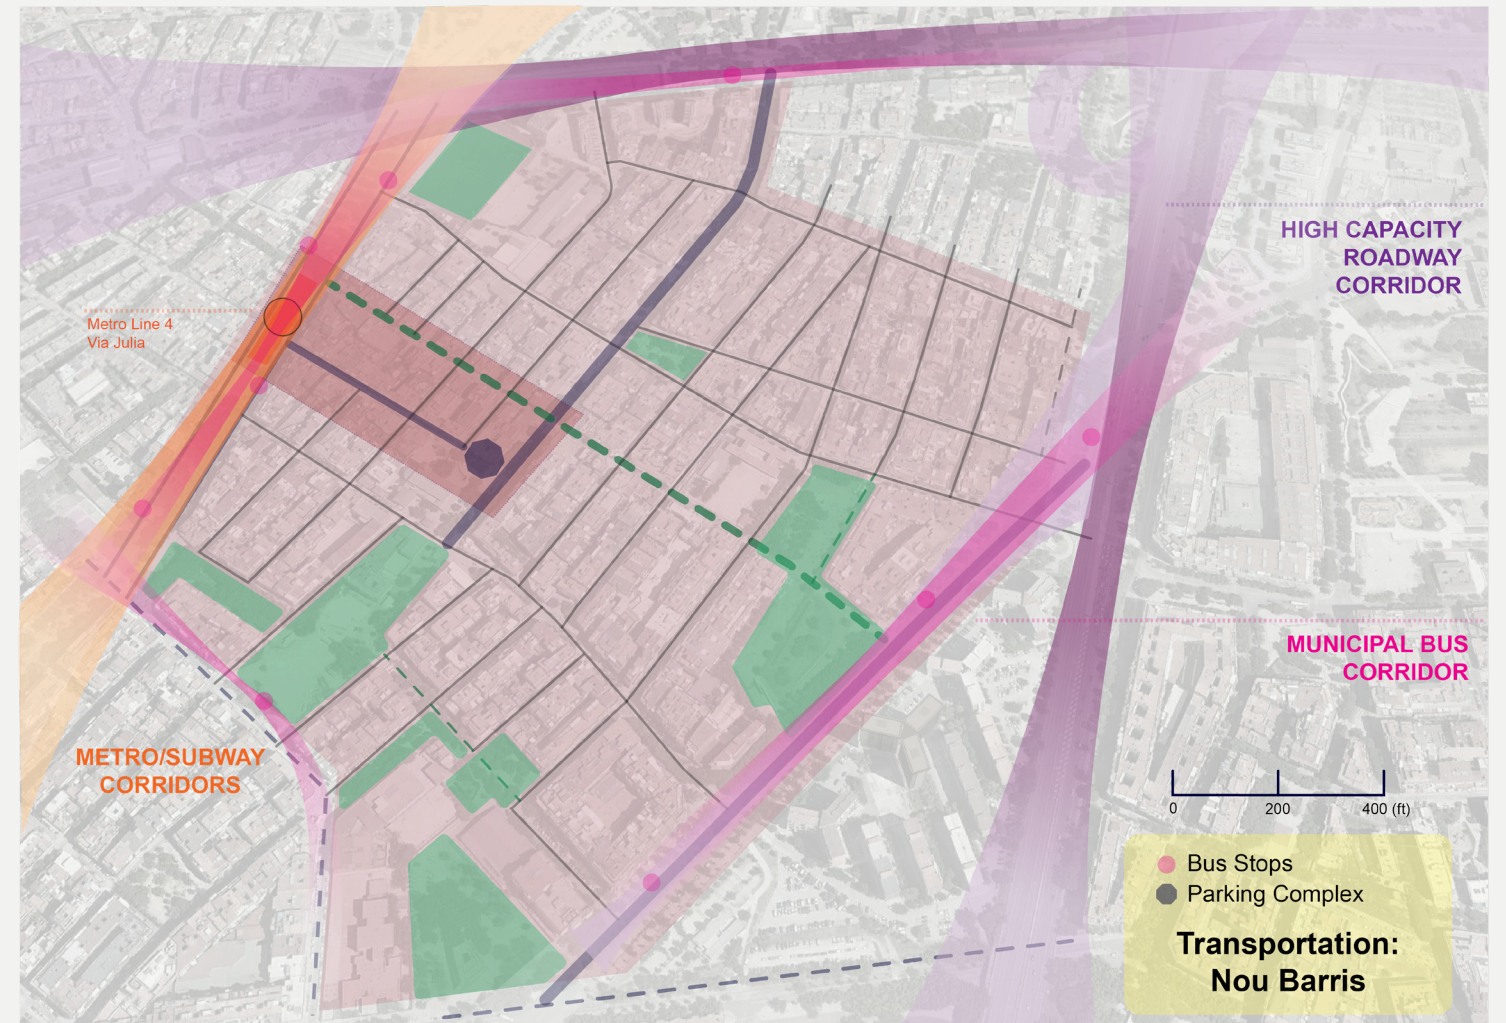 HIGH CAPACITY
ROADWAY
CORRIDOR
Metro Line 4
Via Julia
MUNICIPAL BUS
CORRIDOR
METRO/SUBWAY
CORRIDORS
0 200 400 (ft)
Bus Stops
Parking Complex
Transportation:
Nou Barris